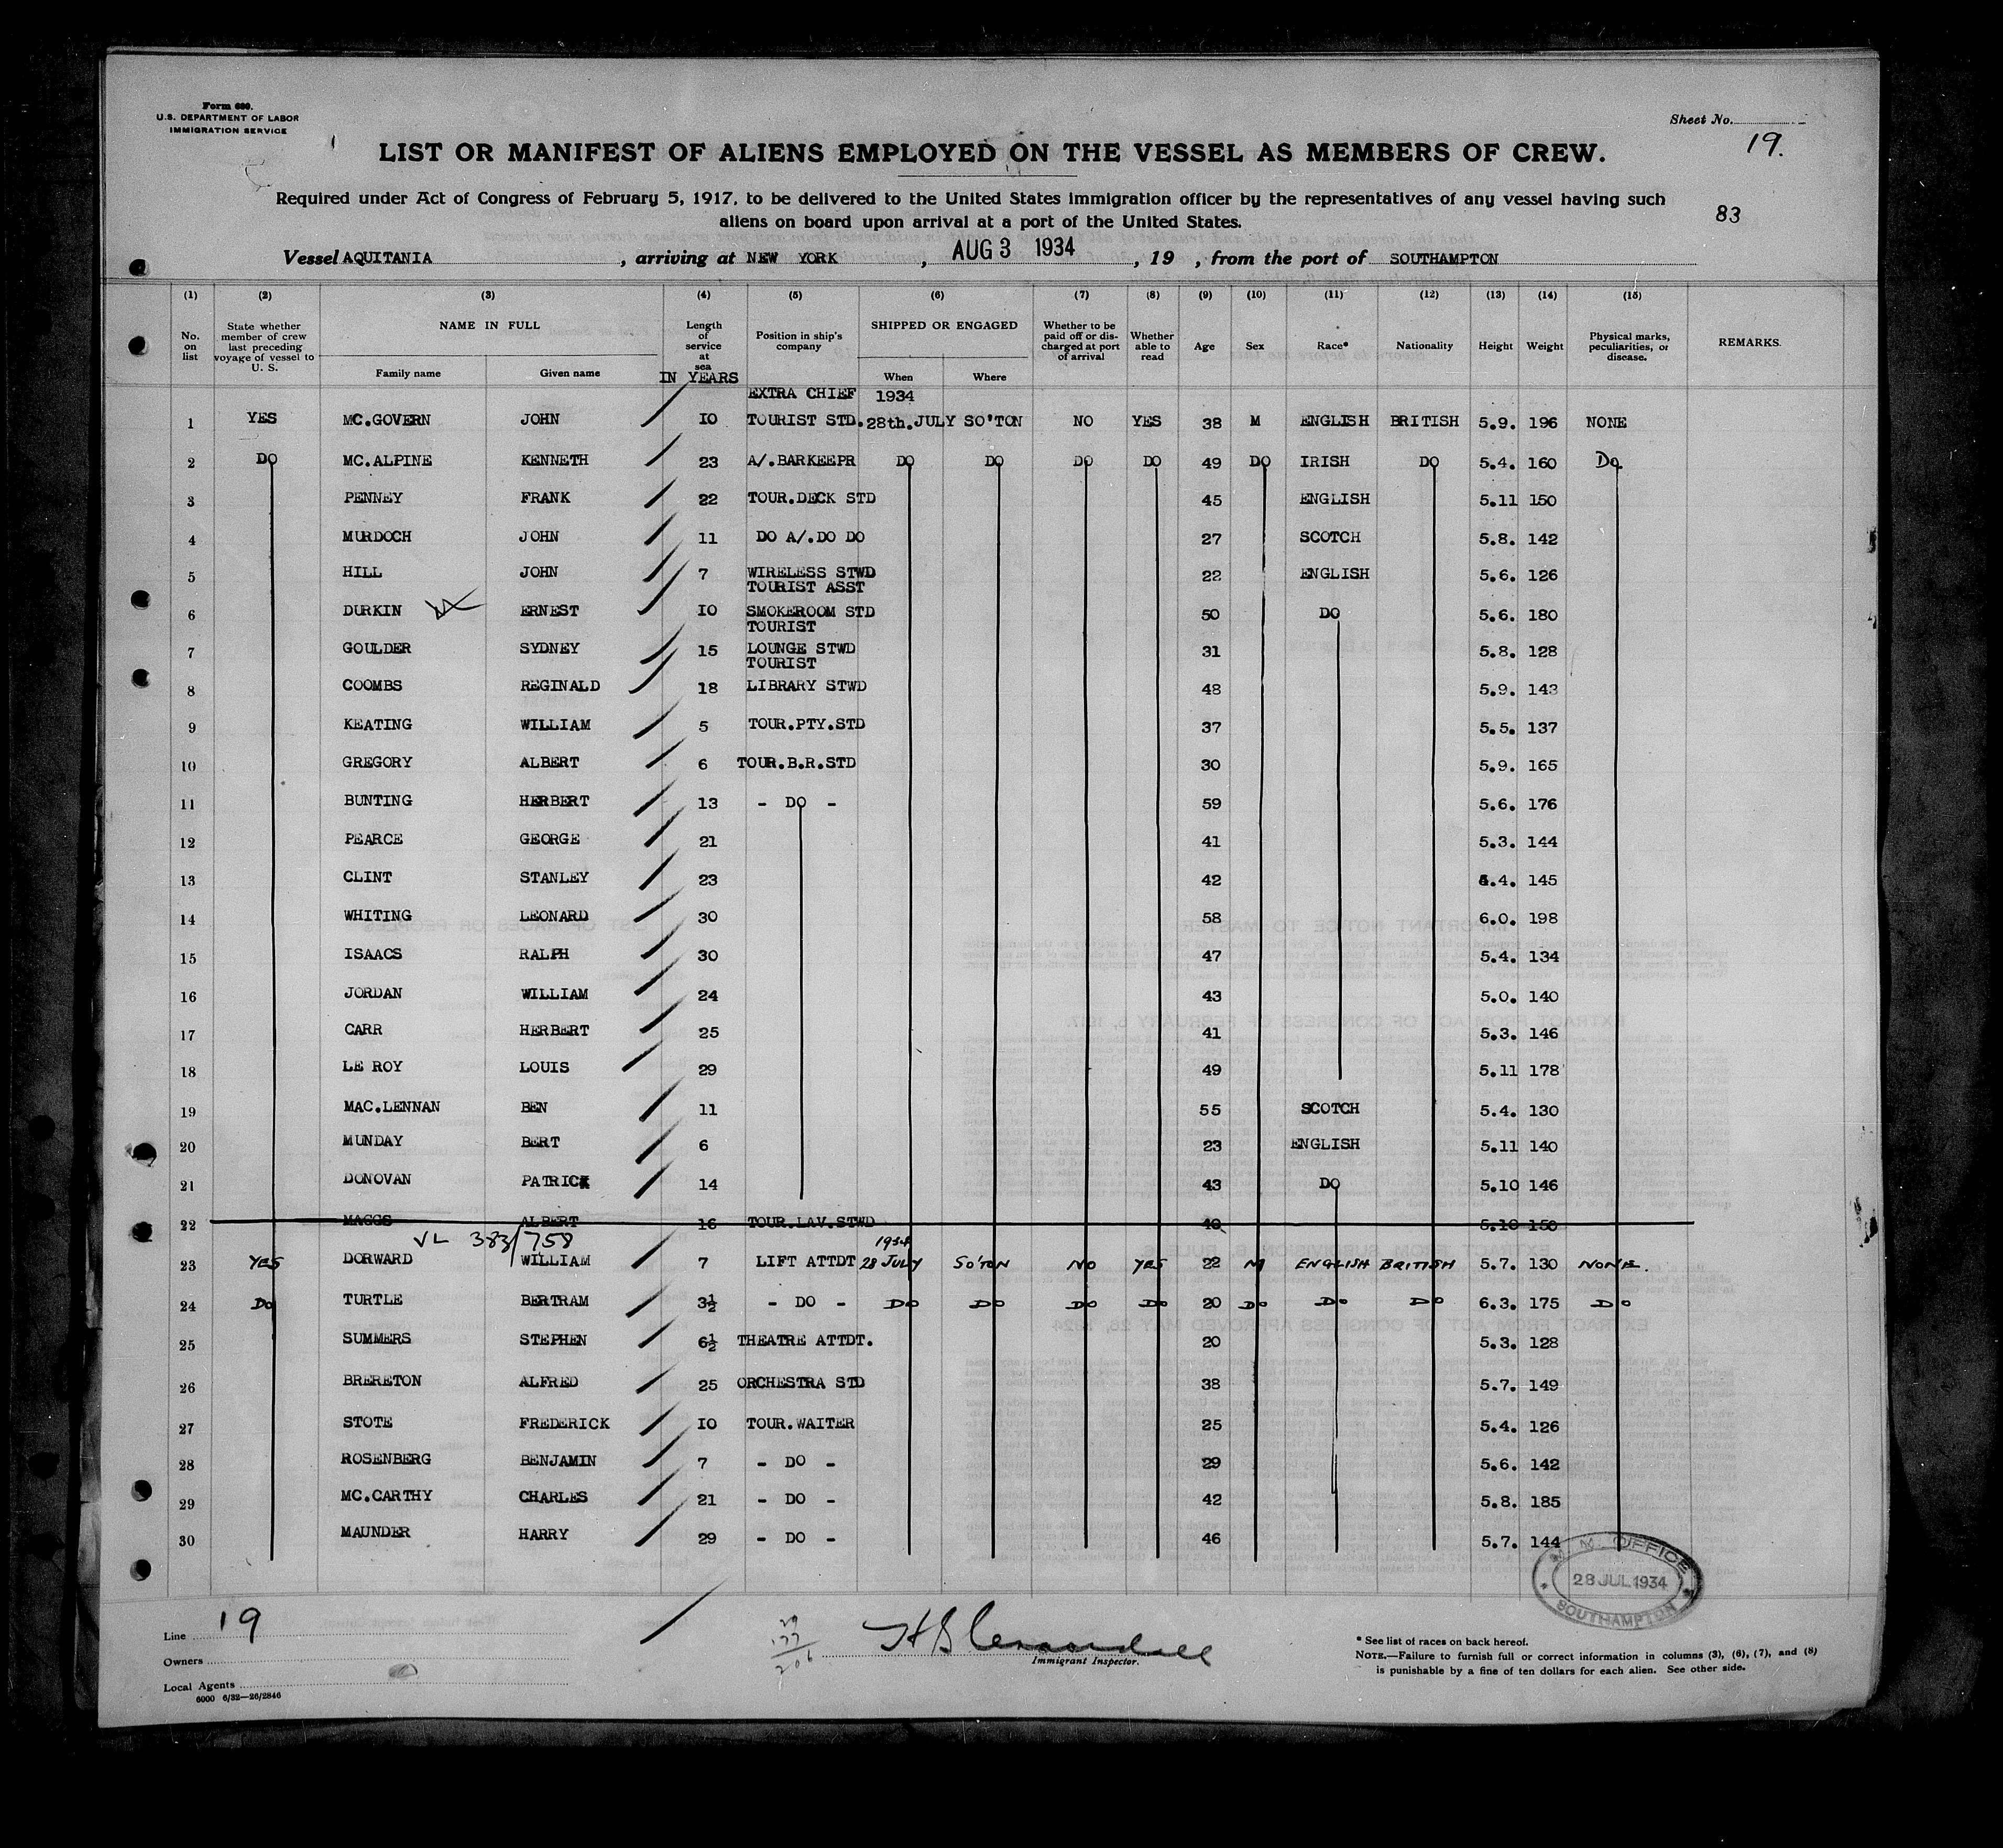 Form 680.
U.S. DEPARTMENT OF LABOR
IMMIGRATION SERVICE
Sheet No.
19.
LIST OR MANIFEST OF ALIENS EMPLOYED ON THE VESSEL AS MEMBERS OF CREW.
Required under Act of Congress of February 5, 1917, to be delivered to the United States immigration officer by the representatives of any vessel having such
aliens on board upon arrival at a port of the United States.
83
Vessel AQUITANIA, arriving at NEW YORK, AUG 3 1934, 19 , from the port of SOUTHAMPTON
(1) (2) (3) (4) (5) (6) (7) (8) (9) (10) (11) (12) (13) (14) (15)
No. on list State whether member of crew last preceding voyage of vessel to U. S. NAME IN FULL Family name Given name Length of service at sea IN YEARS Position in ship's company SHIPPED OR ENGAGED When Where Whether to be paid off or discharged at port of arrival Whether able to read Age Sex Race* Nationality Height Weight Physical marks, peculiarities, or disease. REMARKS.
EXTRA CHIEF 1934
1 YES MC.GOVERN JOHN 10 TOURIST STD. 28th.JULY SO'TON NO YES 38 M ENGLISH BRITISH 5.9. 196 NONE
2 DO MC.ALPINE KENNETH 23 A/.BARKEEPR DO DO DO DO 49 DO IRISH DO 5.4. 160 Do
3 PENNEY FRANK 22 TOUR.DECK STD 45 ENGLISH 5.11 150
4 MURDOCH JOHN 11 DO A/.DO DO 27 SCOTCH 5.8. 142
5 HILL JOHN 7 WIRELESS STWD 22 ENGLISH 5.6. 126
TOURIST ASST
6 DURKIN ERNEST 10 SMOKEROOM STD 50 DO 5.6. 180
TOURIST
7 GOULDER SYDNEY 15 LOUNGE STWD 31 5.8. 128
TOURIST
8 COOMBS REGINALD 18 LIBRARY STWD 48 5.9. 143
9 KEATING WILLIAM 5 TOUR.PTY.STD 37 5.5. 137
10 GREGORY ALBERT 6 TOUR.B.R.STD 30 5.9. 165
11 BUNTING HERBERT 13 - DO - 59 5.6. 176
12 PEARCE GEORGE 21 41 5.3. 144
13 CLINT STANLEY 23 42 5.4. 145
14 WHITING LEONARD 30 58 6.0. 198
15 ISAACS RALPH 30 47 5.4. 134
16 JORDAN WILLIAM 24 43 5.0. 140
17 CARR HERBERT 25 41 5.3. 146
18 LE ROY LOUIS 29 49 5.11 178
19 MAC.LENNAN BEN 11 55 SCOTCH 5.4. 130
20 MUNDAY BERT 6 23 ENGLISH 5.11 140
21 DONOVAN PATRICK 14 43 DO 5.10 146
22 MAGGS ALBERT 16 TOUR.LAV.STWD 40 5.10 150
VL 383/758 1934
23 YES DORWARD WILLIAM 7 LIFT ATTDT 28 JULY SO'TON NO YES 22 M ENGLISH BRITISH 5.7. 130 NONE.
24 DO TURTLE BERTRAM 3½ - DO - DO DO DO DO 20 DO DO DO 6.3. 175 DO
25 SUMMERS STEPHEN 6½ THEATRE ATTDT. 20 5.3. 128
26 BRERETON ALFRED 25 ORCHESTRA STD 38 5.7. 149
27 STOTE FREDERICK 10 TOUR.WAITER 25 5.4. 126
28 ROSENBERG BENJAMIN 7 - DO - 29 5.6. 142
29 MC.CARTHY CHARLES 21 - DO - 42 5.8. 185
30 MAUNDER HARRY 29 - DO - 46 5.7. 144
M. OFFICE
28 JUL 1934
SOUTHAMPTON
Line 19
Owners
Local Agents
6000 6/32—26/2846
29
177
206
Immigrant Inspector.
* See list of races on back hereof.
NOTE.—Failure to furnish full or correct information in columns (3), (6), (7), and (8)
is punishable by a fine of ten dollars for each alien. See other side.